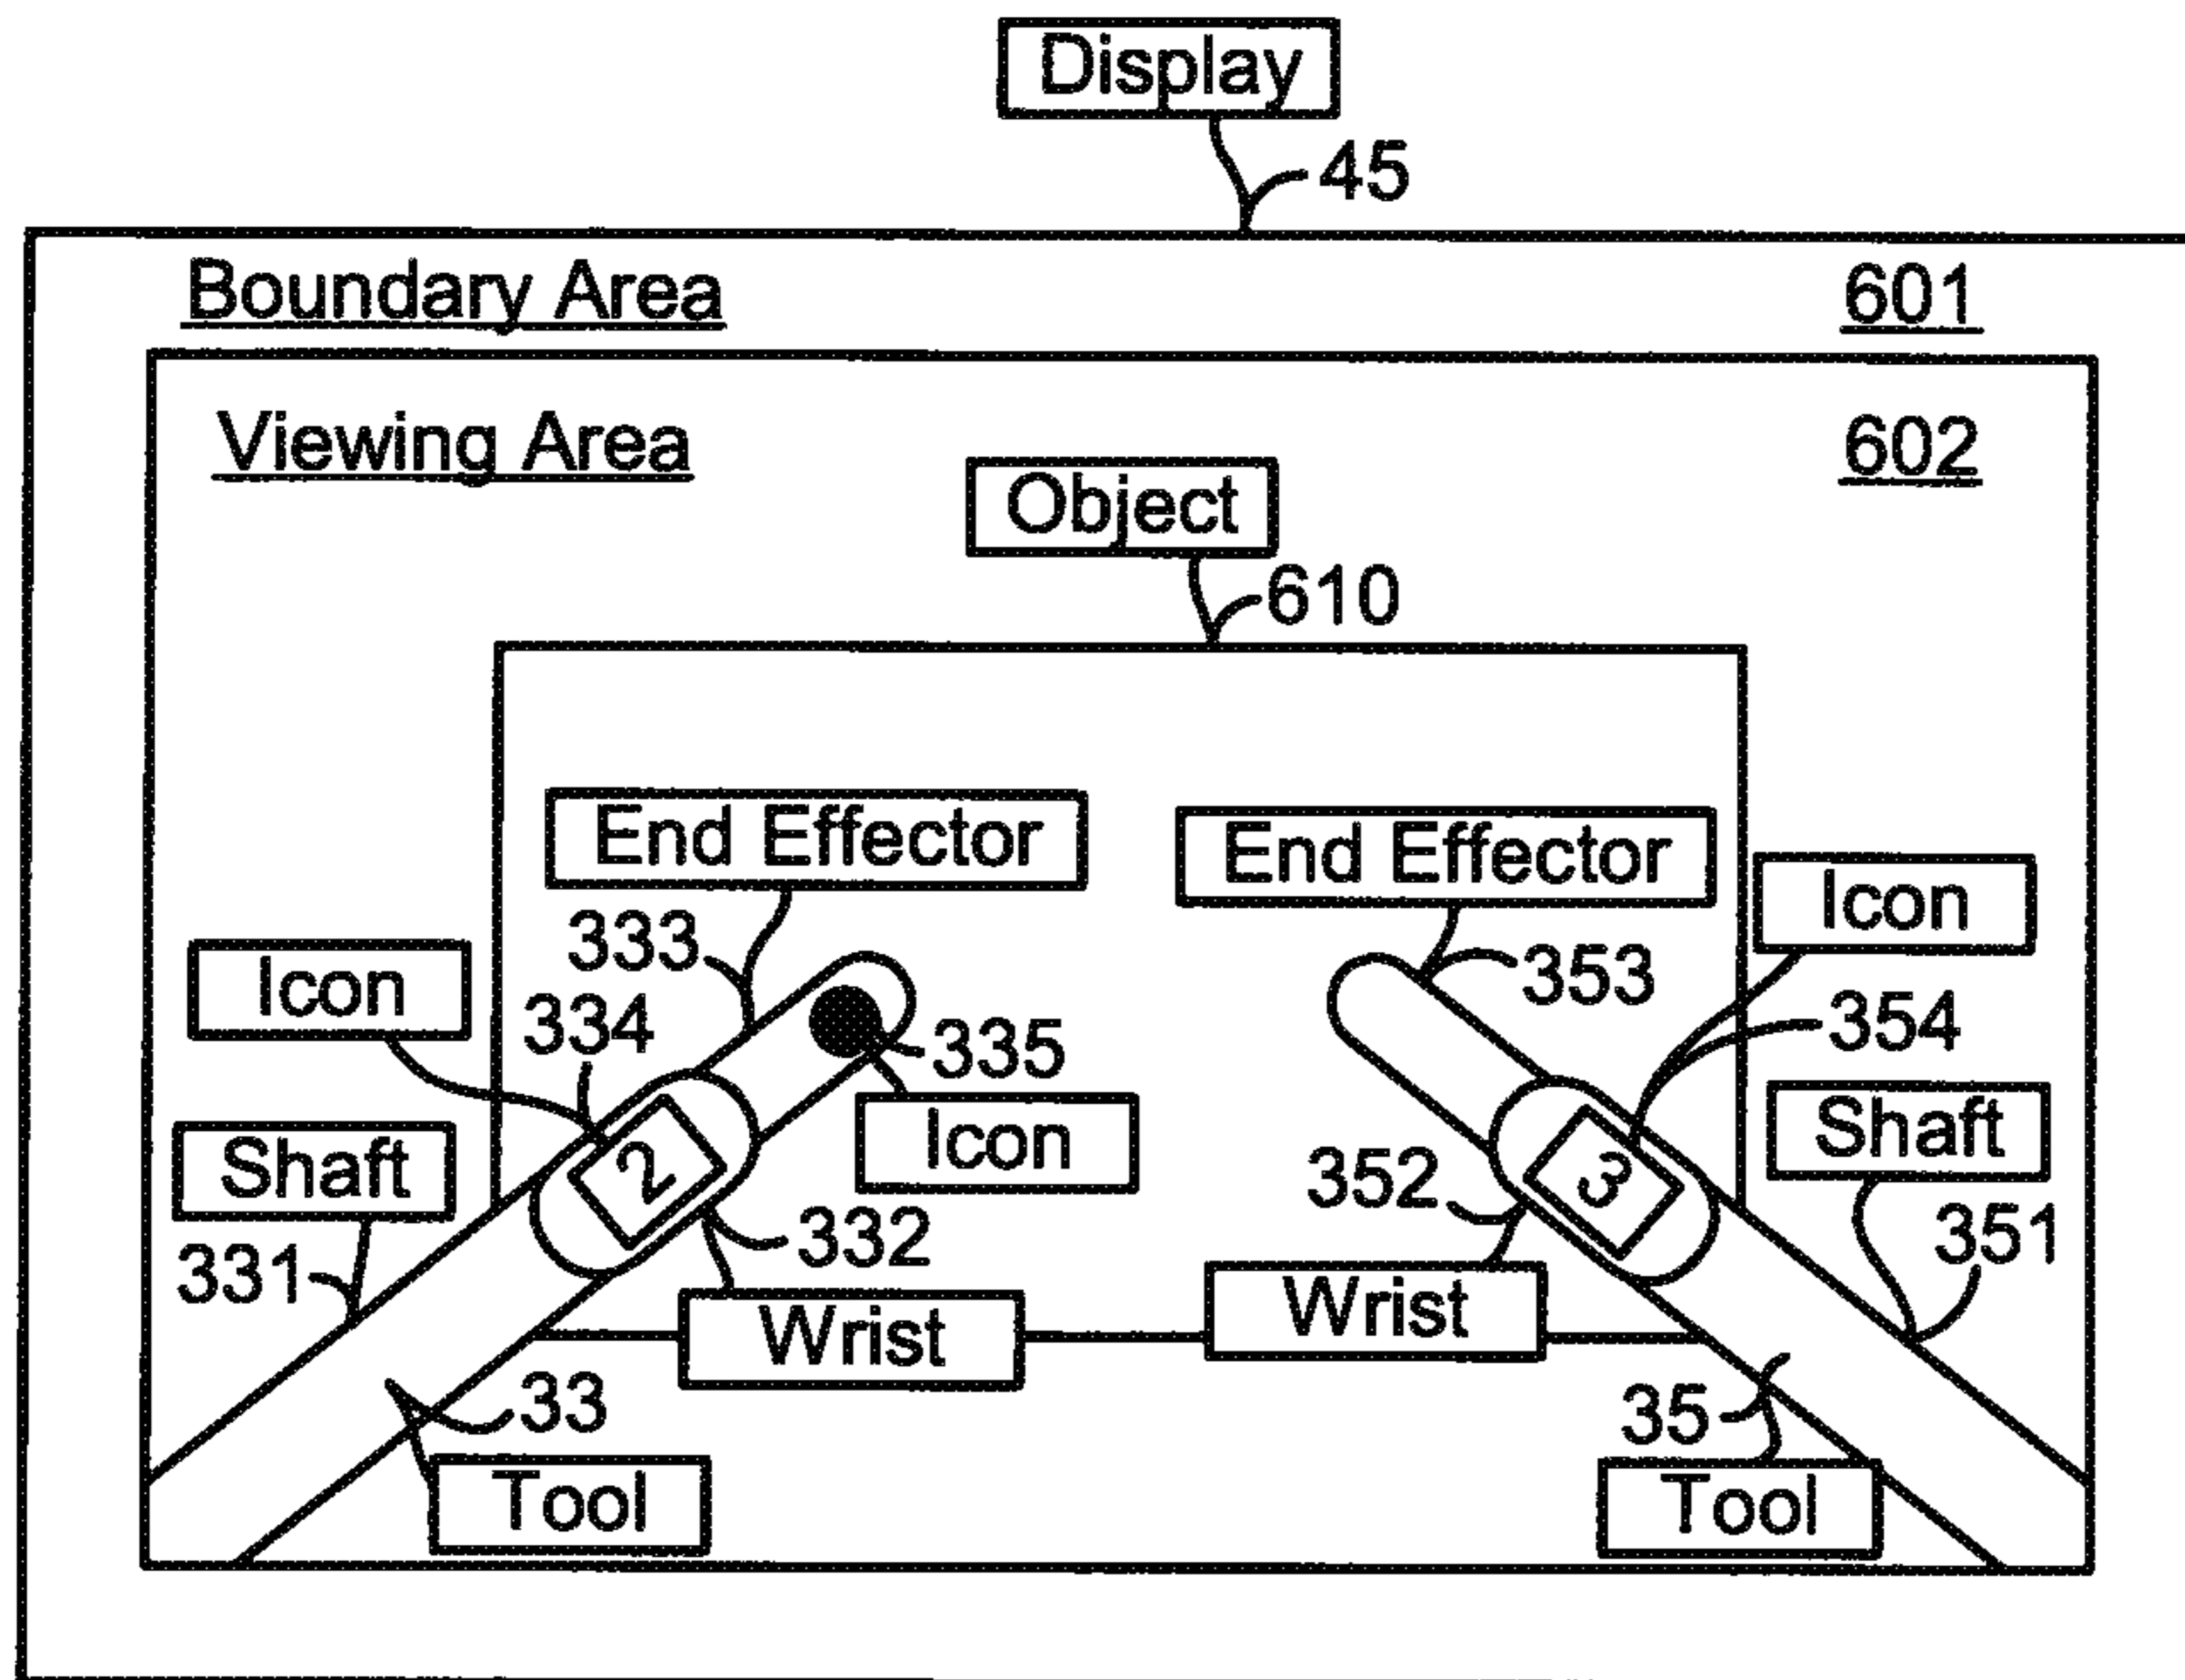 Display
45
Boundary Area 601
Viewing Area 602
Object
610
End Effector End Effector
Icon
333 353
Icon
334 335 354
2 Icon 3
Shaft Shaft
332 352
331 351
Wrist Wrist
33 35
Tool Tool